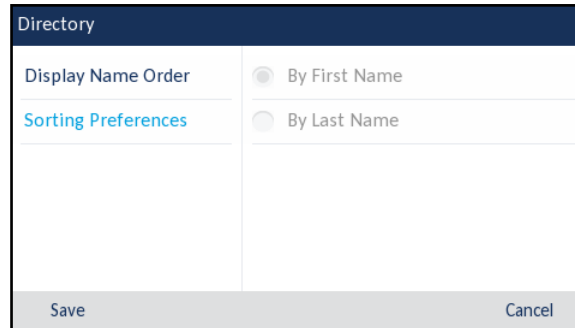 Directory
Display Name Order
By First Name
Sorting Preferences
By Last Name
Save
Cancel